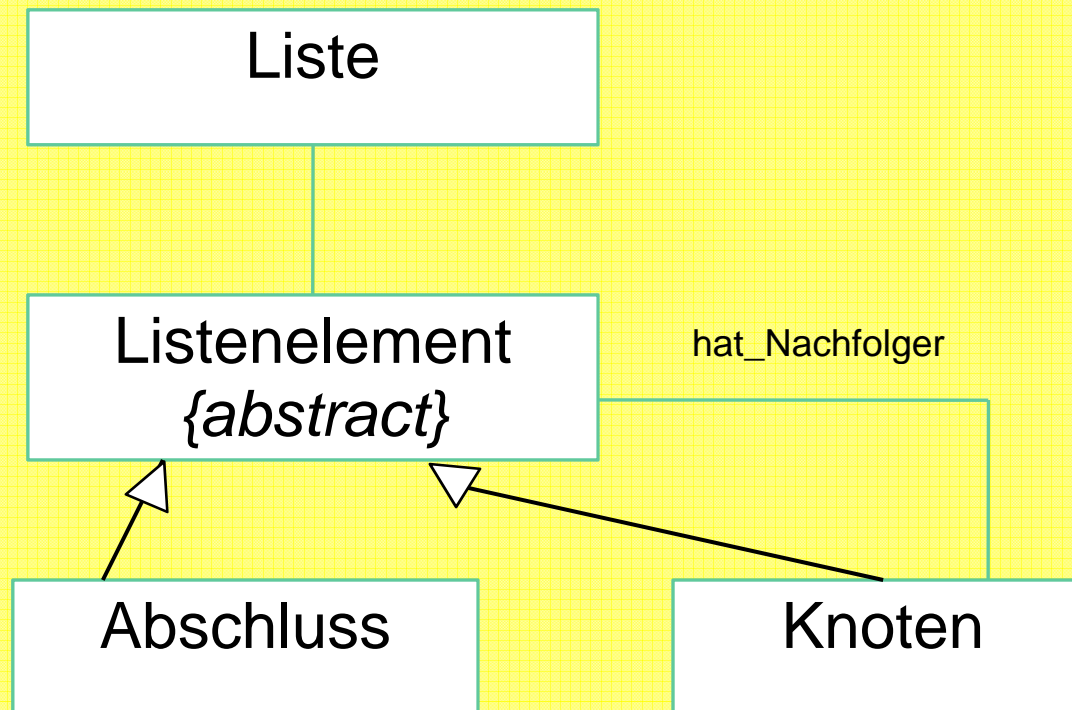 Liste
Listenelement
{abstract}
hat_Nachfolger
Abschluss
Knoten